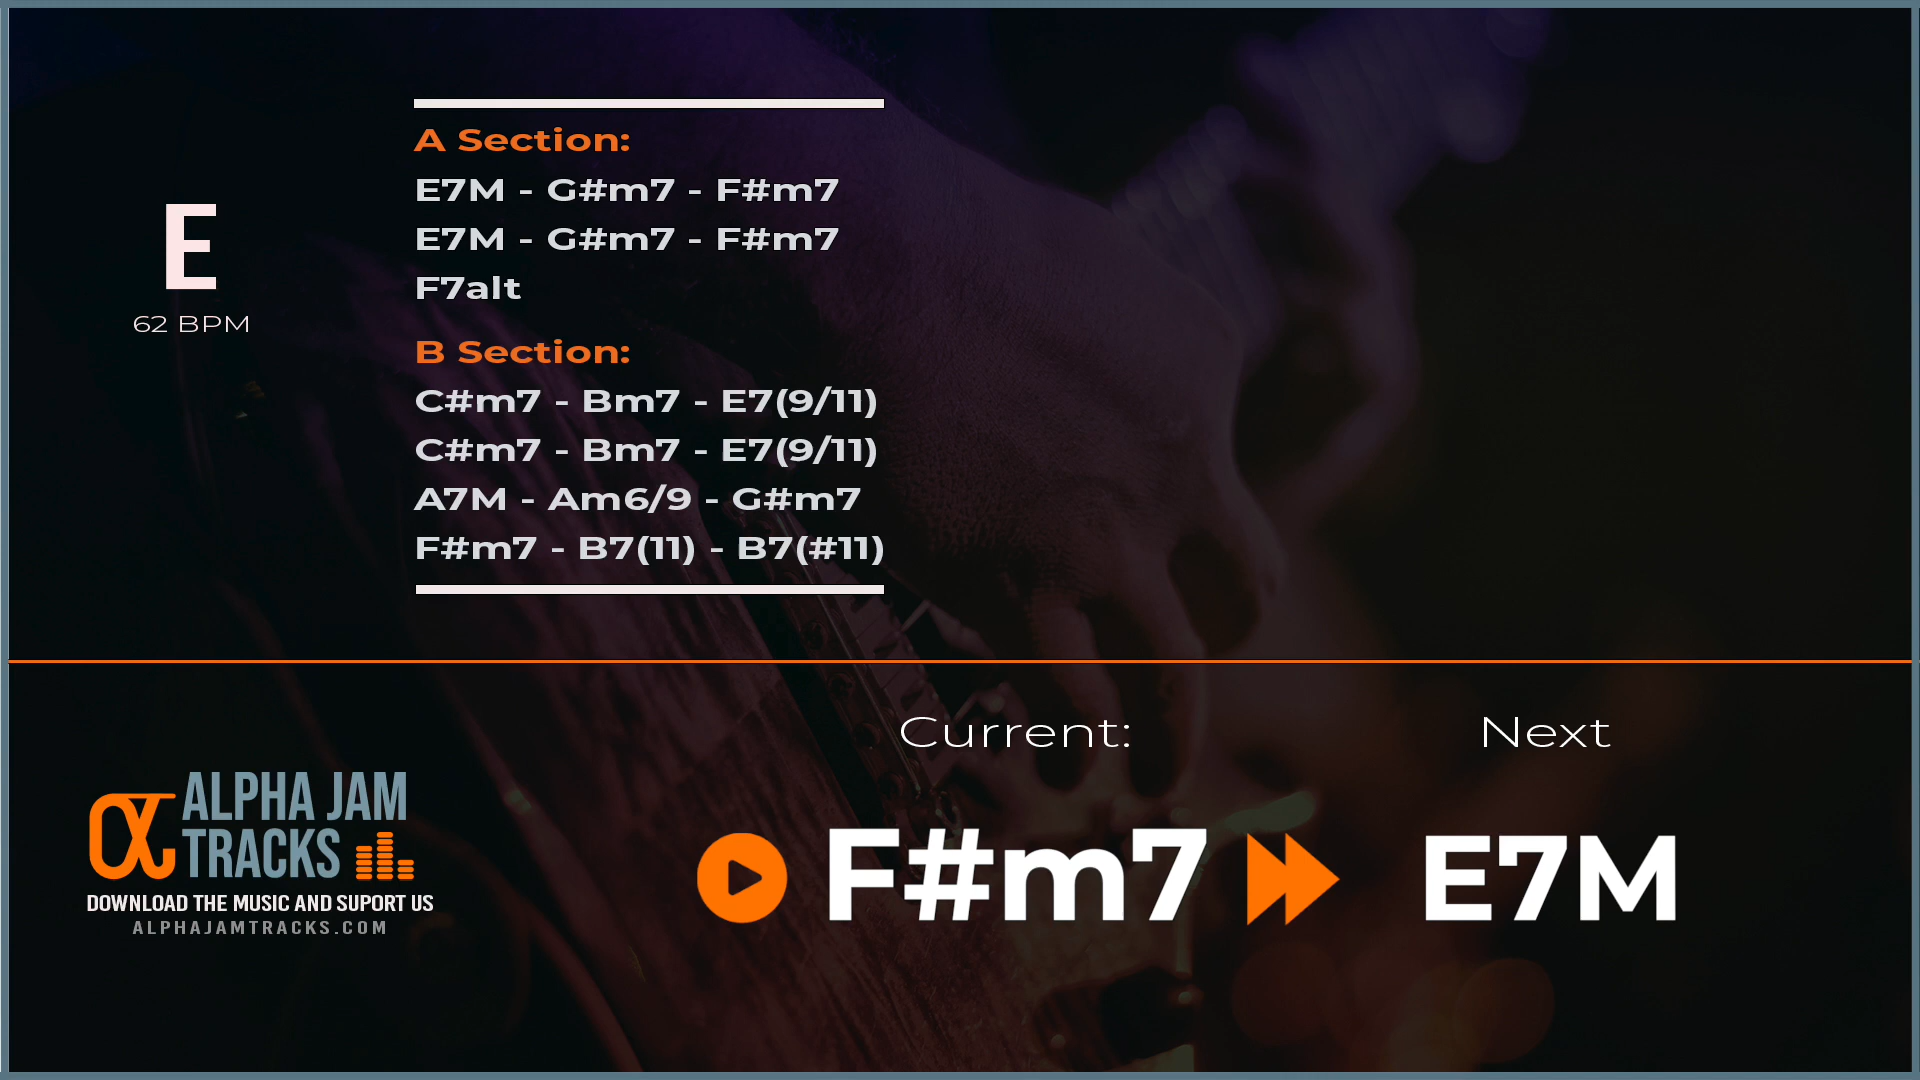 E
62 BPM
A Section:
E7M - G#m7 - F#m7
E7M - G#m7 - F#m7
F7alt
B Section:
C#m7 - Bm7 - E7(9/11)
C#m7 - Bm7 - E7(9/11)
A7M - Am6/9 - G#m7
F#m7 - B7(11) - B7(#11)
Current:
Next
F#m7
E7M
ALPHA JAM
TRACKS
DOWNLOAD THE MUSIC AND SUPORT US
ALPHAJAMTRACKS.COM